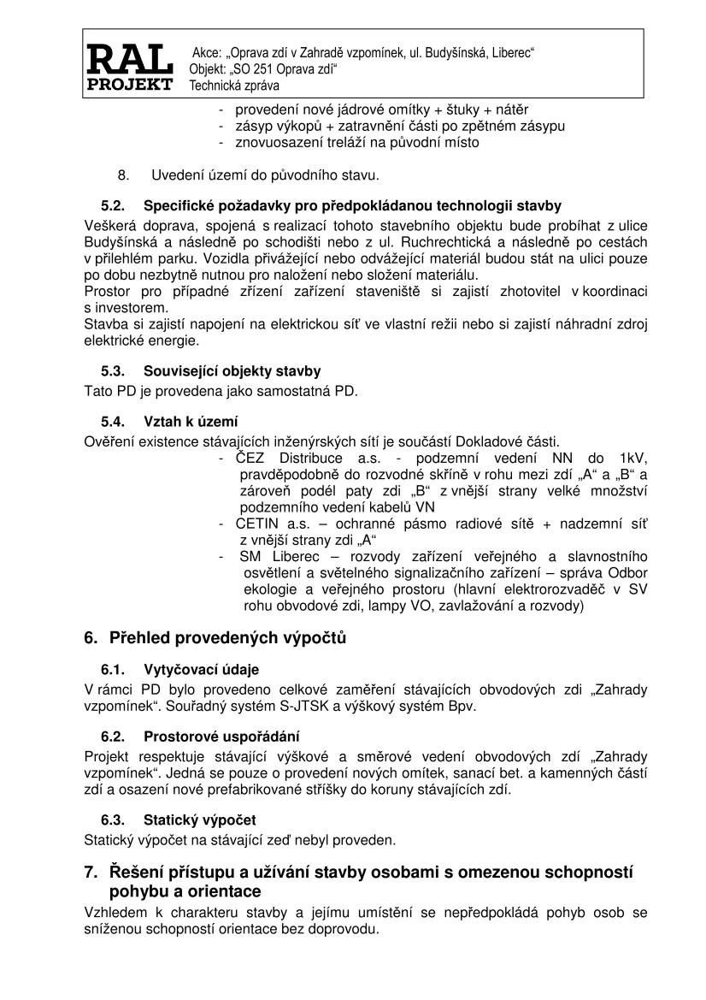 RAL
PROJEKT
Akce: „Oprava zdí v Zahradě vzpomínek, ul. Budyšínská, Liberec“
Objekt: „SO 251 Oprava zdí“
Technická zpráva
- provedení nové jádrové omítky + štuky + nátěr
- zásyp výkopů + zatravnění části po zpětném zásypu
- znovuosazení treláží na původní místo
8. Uvedení území do původního stavu.
5.2. Specifické požadavky pro předpokládanou technologii stavby
Veškerá doprava, spojená s realizací tohoto stavebního objektu bude probíhat z ulice
Budyšínská a následně po schodišti nebo z ul. Ruchrechtická a následně po cestách
v přilehlém parku. Vozidla přivážející nebo odvážející materiál budou stát na ulici pouze
po dobu nezbytně nutnou pro naložení nebo složení materiálu.
Prostor pro případné zřízení zařízení staveniště si zajistí zhotovitel v koordinaci
s investorem.
Stavba si zajistí napojení na elektrickou síť ve vlastní režii nebo si zajistí náhradní zdroj
elektrické energie.
5.3. Související objekty stavby
Tato PD je provedena jako samostatná PD.
5.4. Vztah k území
Ověření existence stávajících inženýrských sítí je součástí Dokladové části.
- ČEZ Distribuce a.s. - podzemní vedení NN do 1kV,
pravděpodobně do rozvodné skříně v rohu mezi zdí „A“ a „B“ a
zároveň podél paty zdi „B“ z vnější strany velké množství
podzemního vedení kabelů VN
- CETIN a.s. – ochranné pásmo radiové sítě + nadzemní síť
z vnější strany zdi „A“
- SM Liberec – rozvody zařízení veřejného a slavnostního
osvětlení a světelného signalizačního zařízení – správa Odbor
ekologie a veřejného prostoru (hlavní elektrorozvaděč v SV
rohu obvodové zdi, lampy VO, zavlažování a rozvody)
6. Přehled provedených výpočtů
6.1. Vytyčovací údaje
V rámci PD bylo provedeno celkové zaměření stávajících obvodových zdi „Zahrady
vzpomínek“. Souřadný systém S-JTSK a výškový systém Bpv.
6.2. Prostorové uspořádání
Projekt respektuje stávající výškové a směrové vedení obvodových zdí „Zahrady
vzpomínek“. Jedná se pouze o provedení nových omítek, sanací bet. a kamenných částí
zdí a osazení nové prefabrikované stříšky do koruny stávajících zdí.
6.3. Statický výpočet
Statický výpočet na stávající zeď nebyl proveden.
7. Řešení přístupu a užívání stavby osobami s omezenou schopností
pohybu a orientace
Vzhledem k charakteru stavby a jejímu umístění se nepředpokládá pohyb osob se
sníženou schopností orientace bez doprovodu.